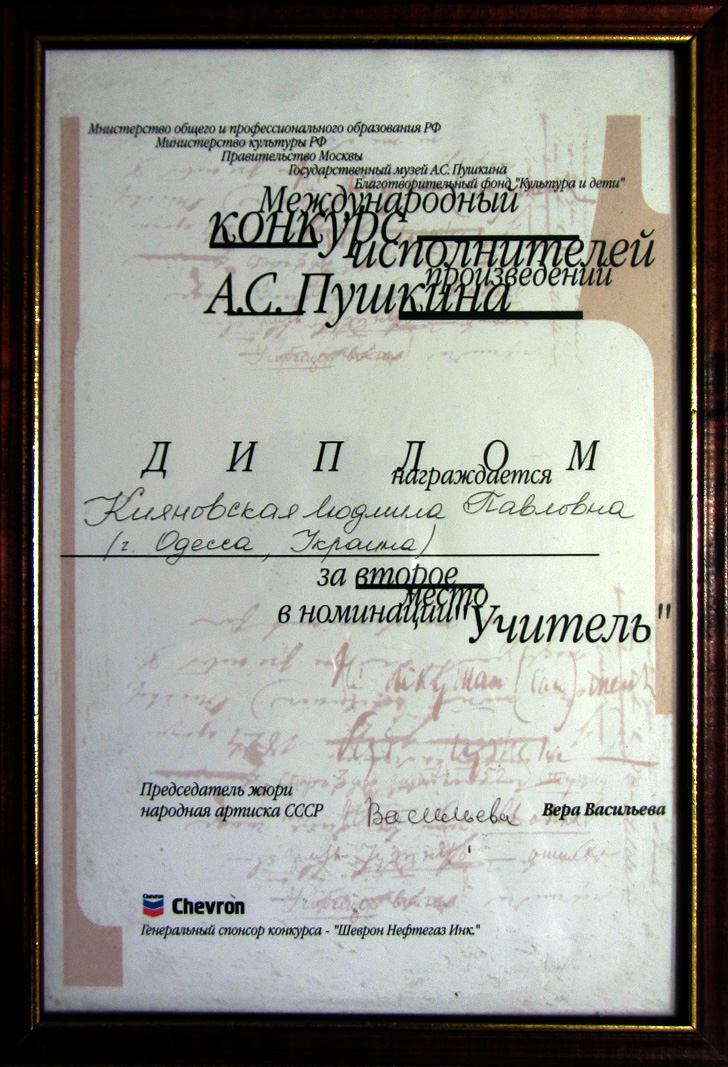 Министерство общего и профессионального образования РФ
Министерство культуры РФ
Правительство Москвы
Государственный музей А.С. Пушкина
Благотворительный фонд "Культура и дети"
Международный
конкурс
исполнителей
произведений
А.С. Пушкина
ДИПЛОМ
награждается
Кияновская Людмила Павловна
(г. Одесса, Украина)
за второе
место
в номинации "Учитель"
Председатель жюри
народная артиска СССР Васильева Вера Васильева
Chevron
Chevron
Генеральный спонсор конкурса - "Шеврон Нефтегаз Инк."